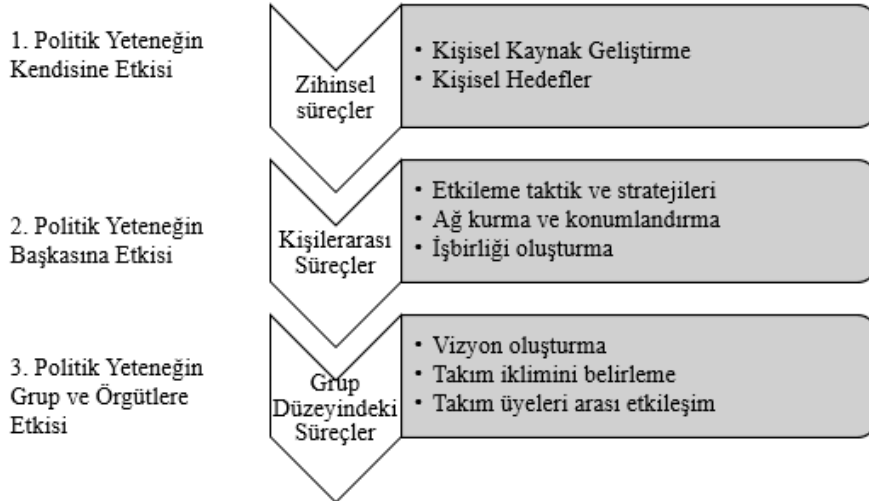 1. Politik Yeteneğin
Kendisine Etkisi
Zihinsel
süreçler
• Kişisel Kaynak Geliştirme
• Kişisel Hedefler
2. Politik Yeteneğin
Başkasına Etkisi
Kişilerarası
Süreçler
• Etkileme taktik ve stratejileri
• Ağ kurma ve konumlandırma
• İşbirliği oluşturma
3. Politik Yeteneğin
Grup ve Örgütlere
Etkisi
Grup
Düzeyindeki
Süreçler
• Vizyon oluşturma
• Takım iklimini belirleme
• Takım üyeleri arası etkileşim